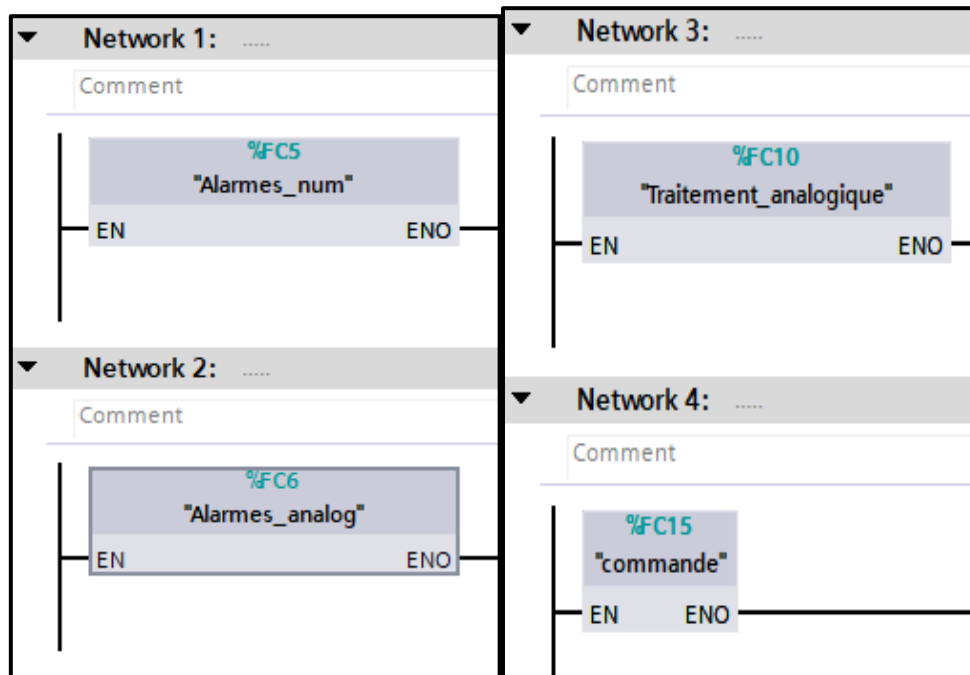 Network 1: .....
Comment
%FC5
"Alarmes_num"
EN ENO
Network 2: .....
Comment
%FC6
"Alarmes_analog"
EN ENO
Network 3: .....
Comment
%FC10
"Traitement_analogique"
EN ENO
Network 4: .....
Comment
%FC15
"commande"
EN ENO